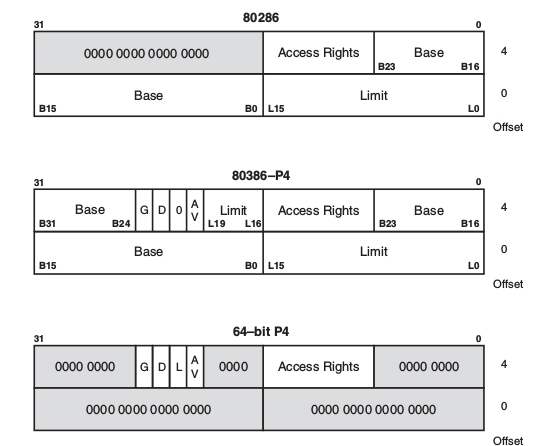 80286
31 0
0000 0000 0000 0000 Access Rights Base 4
B23 B16
Base Limit 0
B15 B0 L15 L0
Offset
80386–P4
31 0
Base G D 0 A V Limit Access Rights Base 4
B31 B24 L19 L16 B23 B16
Base Limit 0
B15 B0 L15 L0
Offset
64–bit P4
31 0
0000 0000 G D L A V 0000 Access Rights 0000 0000 4
0000 0000 0000 0000 0000 0000 0000 0000 0
Offset